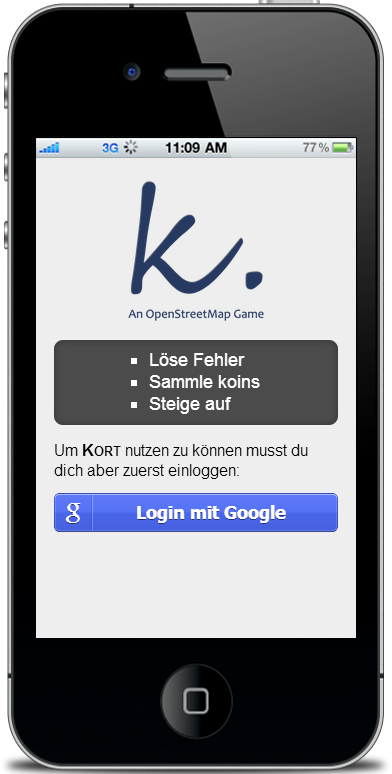 3G 11:09 AM 77%
k.
An OpenStreetMap Game
Löse Fehler
Sammle koins
Steige auf
Um KORT nutzen zu können musst du
dich aber zuerst einloggen:
g Login mit Google